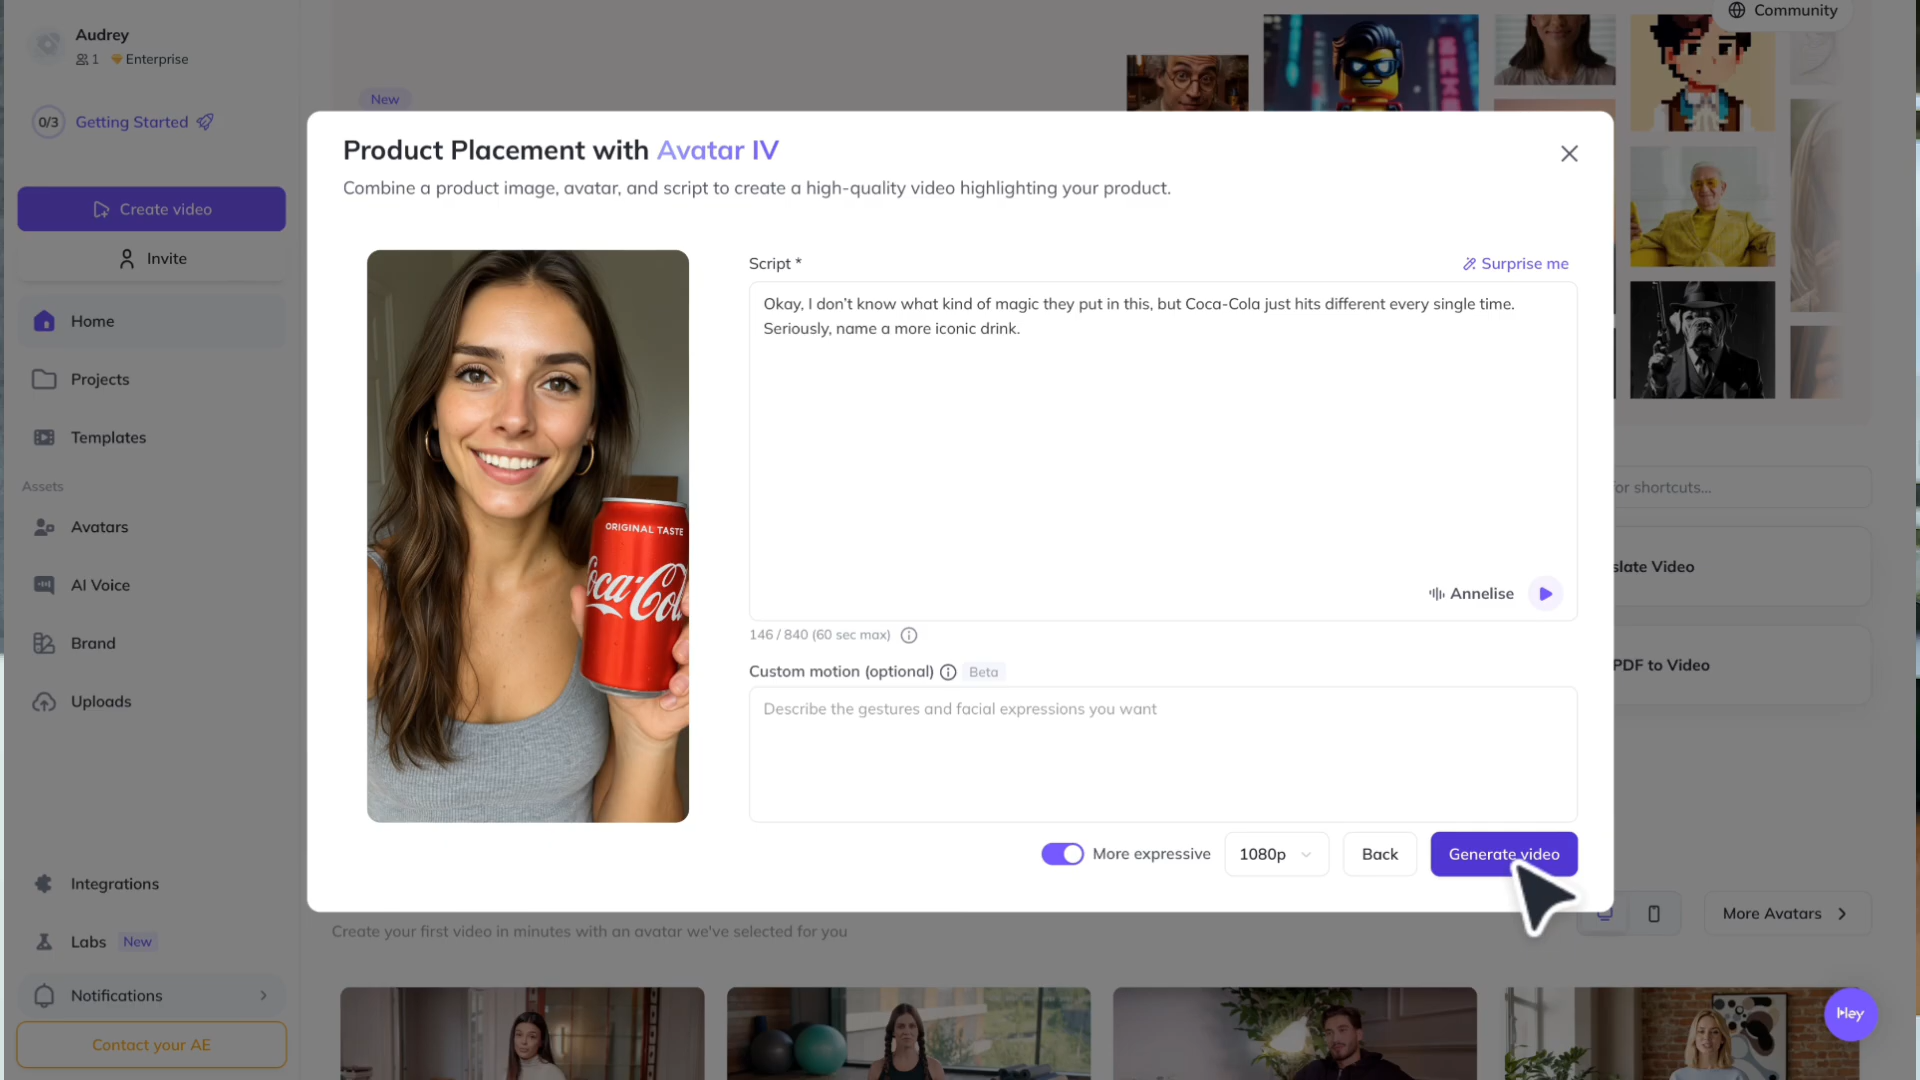 Audrey
1 Enterprise
0/3 Getting Started
Create video
Invite
Home
Projects
Templates
Assets
Avatars
AI Voice
Brand
Uploads
Integrations
Labs New
Notifications
Contact your AE
Community
New
Product Placement with Avatar IV
Combine a product image, avatar, and script to create a high-quality video highlighting your product.
ORIGINAL TASTE
Coca-Cola
Script *
Surprise me
Okay, I don't know what kind of magic they put in this, but Coca-Cola just hits different every single time.
Seriously, name a more iconic drink.
Annelise
146 / 840 (60 sec max)
Custom motion (optional) Beta
Describe the gestures and facial expressions you want
More expressive
1080p
Back
Generate video
for shortcuts...
slate Video
PDF to Video
Create your first video in minutes with an avatar we've selected for you
More Avatars
Hey